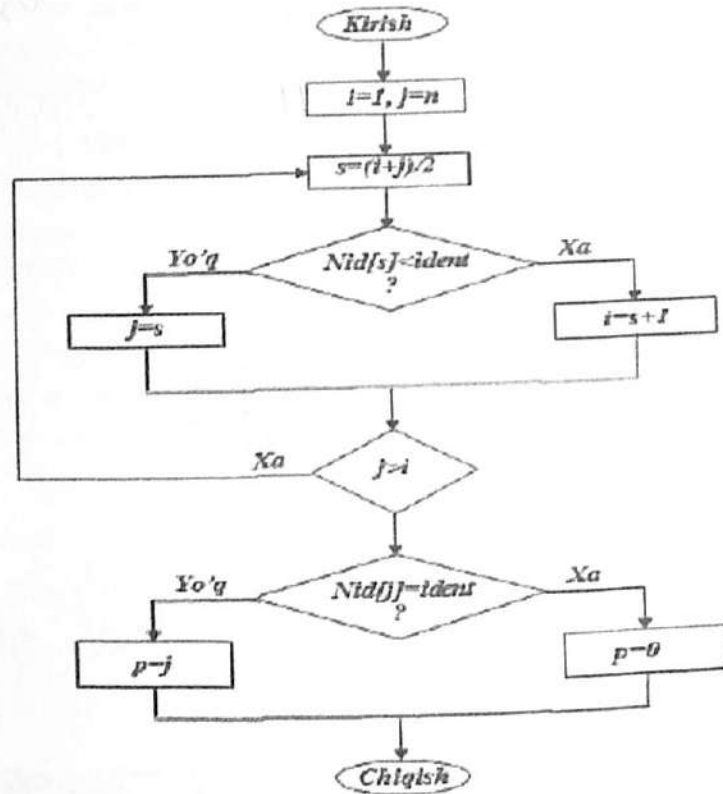 Kirish
i=1, j=n
s=(i+j)/2
Nid[s]<ident
?
Yo'q
Xa
j=s
i=s+1
j>i
Xa
Nid[j]=ident
?
Yo'q
Xa
p=j
p=0
Chiqish